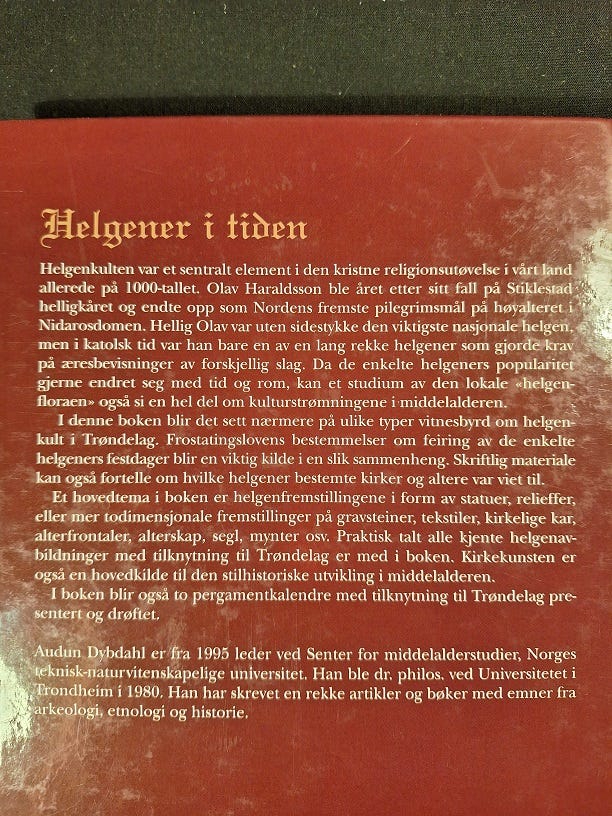 Helgener i tiden
Helgenkulten var et sentralt element i den kristne religionsutøvelse i vårt land
allerede på 1000-tallet. Olav Haraldsson ble året etter sitt fall på Stiklestad
helligkåret og endte opp som Nordens fremste pilegrimsmål på høyalteret i
Nidarosdomen. Hellig Olav var uten sidestykke den viktigste nasjonale helgen,
men i katolsk tid var han bare en av en lang rekke helgener som gjorde krav
på æresbevisninger av forskjellig slag. Da de enkelte helgeners popularitet
gjerne endret seg med tid og rom, kan et studium av den lokale «helgen-
floraen» også si en hel del om kulturstrømningene i middelalderen.
I denne boken blir det sett nærmere på ulike typer vitnesbyrd om helgen-
kult i Trøndelag. Frostatingslovens bestemmelser om feiring av de enkelte
helgeners festdager blir en viktig kilde i en slik sammenheng. Skriftlig materiale
kan også fortelle om hvilke helgener bestemte kirker og altere var viet til.
Et hovedtema i boken er helgenfremstillingene i form av statuer, relieffer,
eller mer todimensjonale fremstillinger på gravsteiner, tekstiler, kirkelige kar,
alterfrontaler, alterskap, segl, mynter osv. Praktisk talt alle kjente helgenav-
bildninger med tilknytning til Trøndelag er med i boken. Kirkekunsten er
også en hovedkilde til den stilhistoriske utvikling i middelalderen.
I boken blir også to pergamentkalendre med tilknytning til Trøndelag pre-
sentert og drøftet.
Audun Dybdahl er fra 1995 leder ved Senter for middelalderstudier, Norges
teknisk-naturvitenskapelige universitet. Han ble dr. philos. ved Universitetet i
Trondheim i 1980. Han har skrevet en rekke artikler og bøker med emner fra
arkeologi, etnologi og historie.